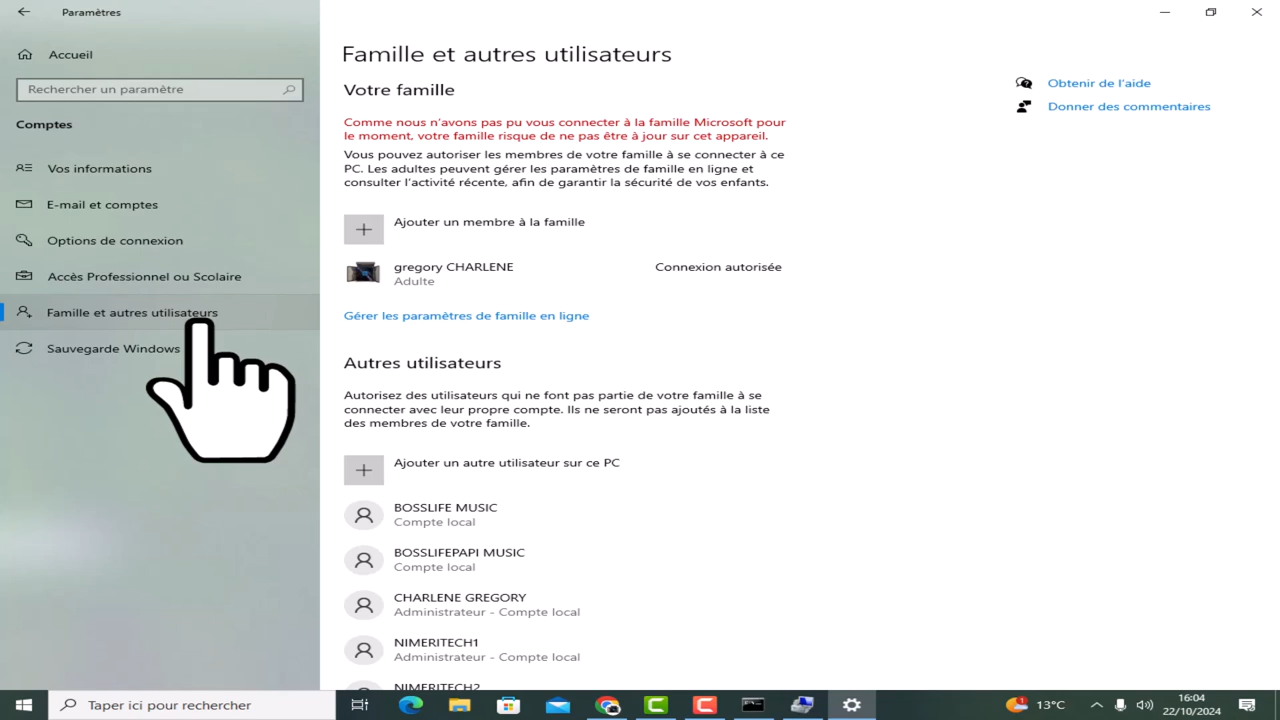 Paramètres
Accueil
Rechercher un paramètre
Comptes
Vos informations
E-mail et comptes
Options de connexion
Accès Professionnel ou Scolaire
Famille et autres utilisateurs
Sauvegarde Windows
Famille et autres utilisateurs
Votre famille
Comme nous n'avons pas pu vous connecter à la famille Microsoft pour
le moment, votre famille risque de ne pas être à jour sur cet appareil.
Vous pouvez autoriser les membres de votre famille à se connecter à ce
PC. Les adultes peuvent gérer les paramètres de famille en ligne et
consulter l'activité récente, afin de garantir la sécurité de vos enfants.
Ajouter un membre à la famille
gregory CHARLENE
Connexion autorisée
Adulte
Gérer les paramètres de famille en ligne
Autres utilisateurs
Autorisez des utilisateurs qui ne font pas partie de votre famille à se
connecter avec leur propre compte. Ils ne seront pas ajoutés à la liste
des membres de votre famille.
Ajouter un autre utilisateur sur ce PC
BOSSLIFE MUSIC
Compte local
BOSSLIFEPAPI MUSIC
Compte local
CHARLENE GREGORY
Administrateur - Compte local
NIMERITECH1
Administrateur - Compte local
NIMERITECH2
Obtenir de l'aide
Donner des commentaires
Taper ici pour rechercher
1
13°C
16:04
22/10/2024